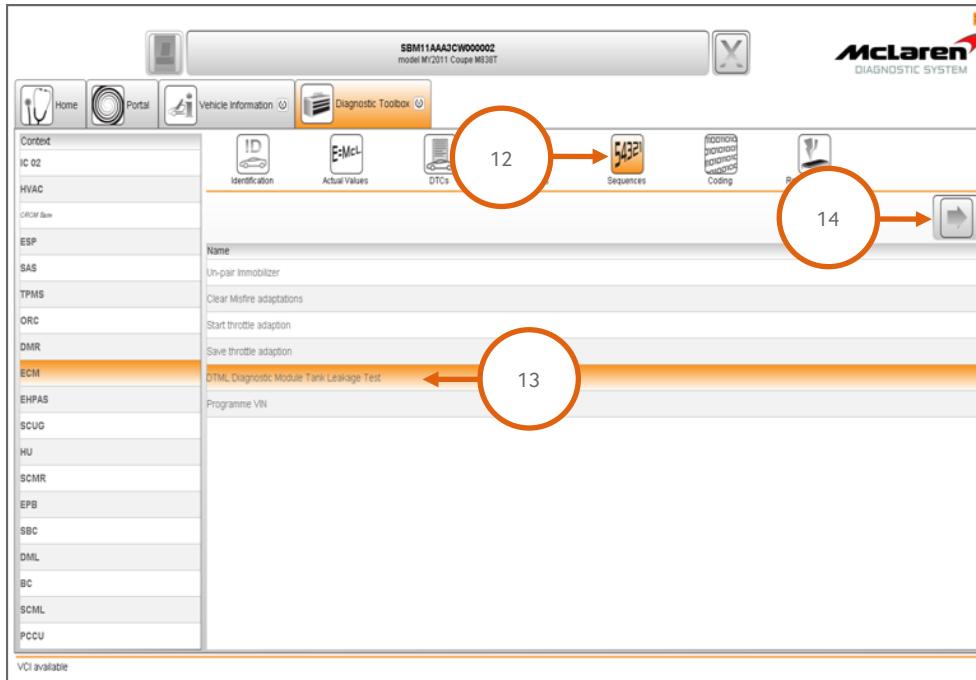 SBM11AAA3CW000002
model MY2011 Coupe M838T
McLaren
DIAGNOSTIC SYSTEM
Home
Portal
Vehicle Information
Diagnostic Toolbox
Context
IC 02
HVAC
ESP
SAS
TPMS
ORC
DMR
ECM
EHPAS
SCUG
HU
SCMR
EPB
SBC
DML
BC
SCML
PCCU
ID
E=McL
54321
Identification
Actual Values
DTCs
Sequences
Coding
12
14
Name
Un-pair Immobilizer
Clear Misfire adaptations
Start throttle adaption
Save throttle adaption
DTML Diagnostic Module Tank Leakage Test
13
Programme VIN
VCI available